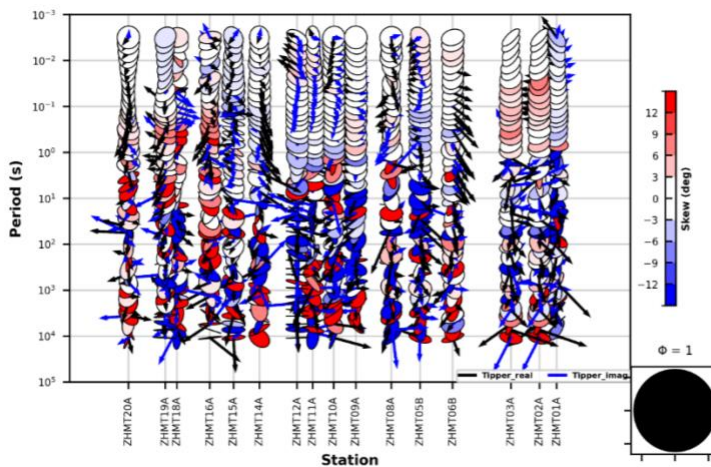 10⁻³
10⁻²
10⁻¹
10⁰
10¹
10²
10³
10⁴
10⁵
Period (s)
Tipper_real
Tipper_imag
ZHMT20A
ZHMT19A
ZHMT18A
ZHMT16A
ZHMT15A
ZHMT14A
ZHMT12A
ZHMT11A
ZHMT10A
ZHMT09A
ZHMT08A
ZHMT05B
ZHMT06B
ZHMT03A
ZHMT02A
ZHMT01A
Station
12
9
6
3
0
−3
−6
−9
−12
Skew (deg)
Φ = 1